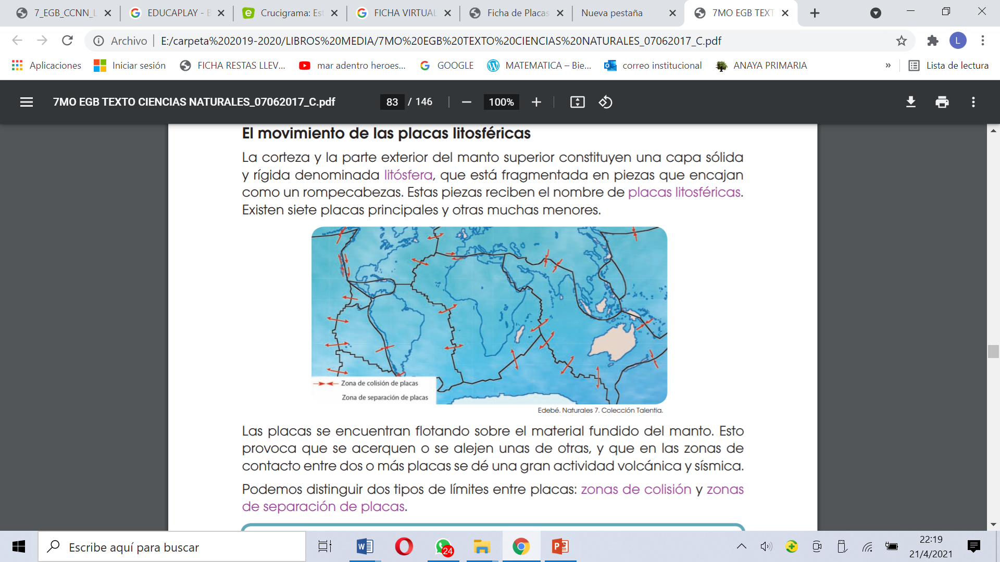 7_EGB_CCNN_L
EDUCAPLAY - B
Crucigrama: Est
FICHA VIRTUAL
Ficha de Placas
Nueva pestaña
7MO EGB TEXT
Archivo
E:/carpeta%202019-2020/LIBROS%20MEDIA/7MO%20EGB%20TEXTO%20CIENCIAS%20NATURALES_07062017_C.pdf
L
Aplicaciones
Iniciar sesión
FICHA RESTAS LLEV...
mar adentro heroes...
GOOGLE
MATEMATICA – Bie...
correo institucional
ANAYA PRIMARIA
»
Lista de lectura
7MO EGB TEXTO CIENCIAS NATURALES_07062017_C.pdf
83 / 146
100%
El movimiento de las placas litosféricas
La corteza y la parte exterior del manto superior constituyen una capa sólida
y rígida denominada litósfera, que está fragmentada en piezas que encajan
como un rompecabezas. Estas piezas reciben el nombre de placas litosféricas.
Existen siete placas principales y otras muchas menores.
Zona de colisión de placas
Zona de separación de placas
Edebé. Naturales 7. Colección Talentia.
Las placas se encuentran flotando sobre el material fundido del manto. Esto
provoca que se acerquen o se alejen unas de otras, y que en las zonas de
contacto entre dos o más placas se dé una gran actividad volcánica y sísmica.
Podemos distinguir dos tipos de límites entre placas: zonas de colisión y zonas
de separación de placas.
Escribe aquí para buscar
24
22:19
21/4/2021